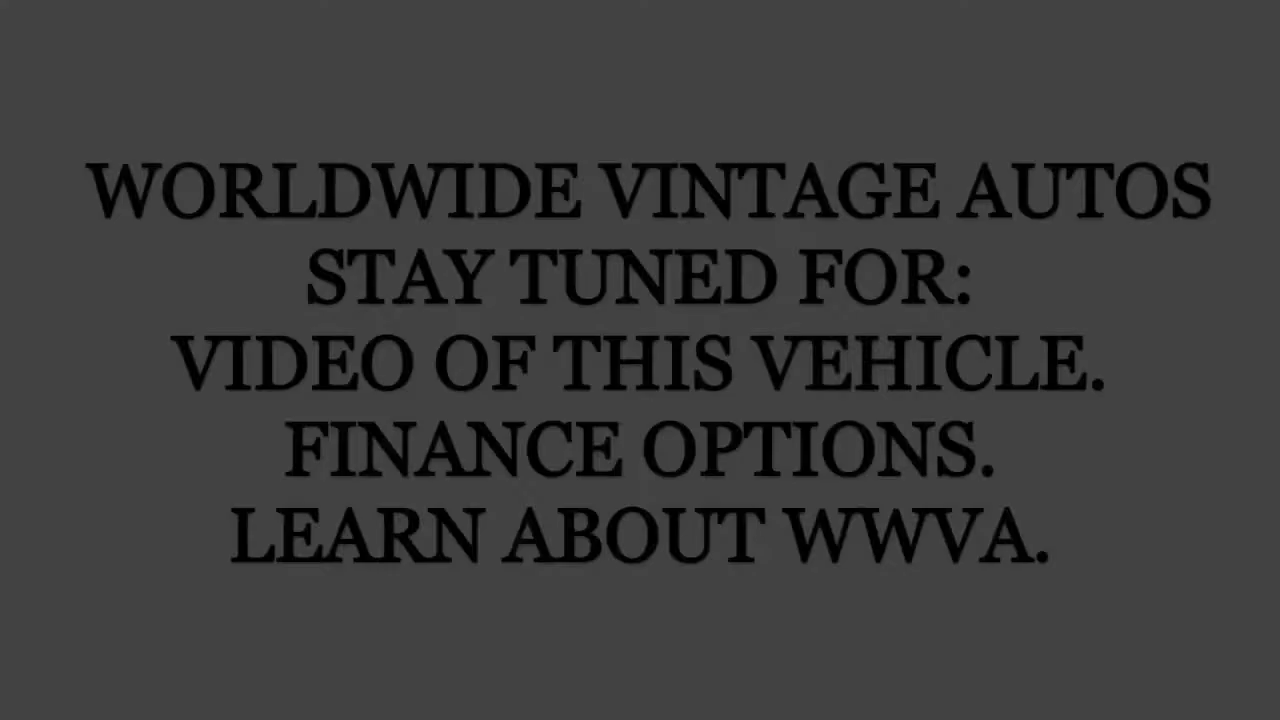 WORLDWIDE VINTAGE AUTOS
STAY TUNED FOR:
VIDEO OF THIS VEHICLE.
FINANCE OPTIONS.
LEARN ABOUT WWVA.